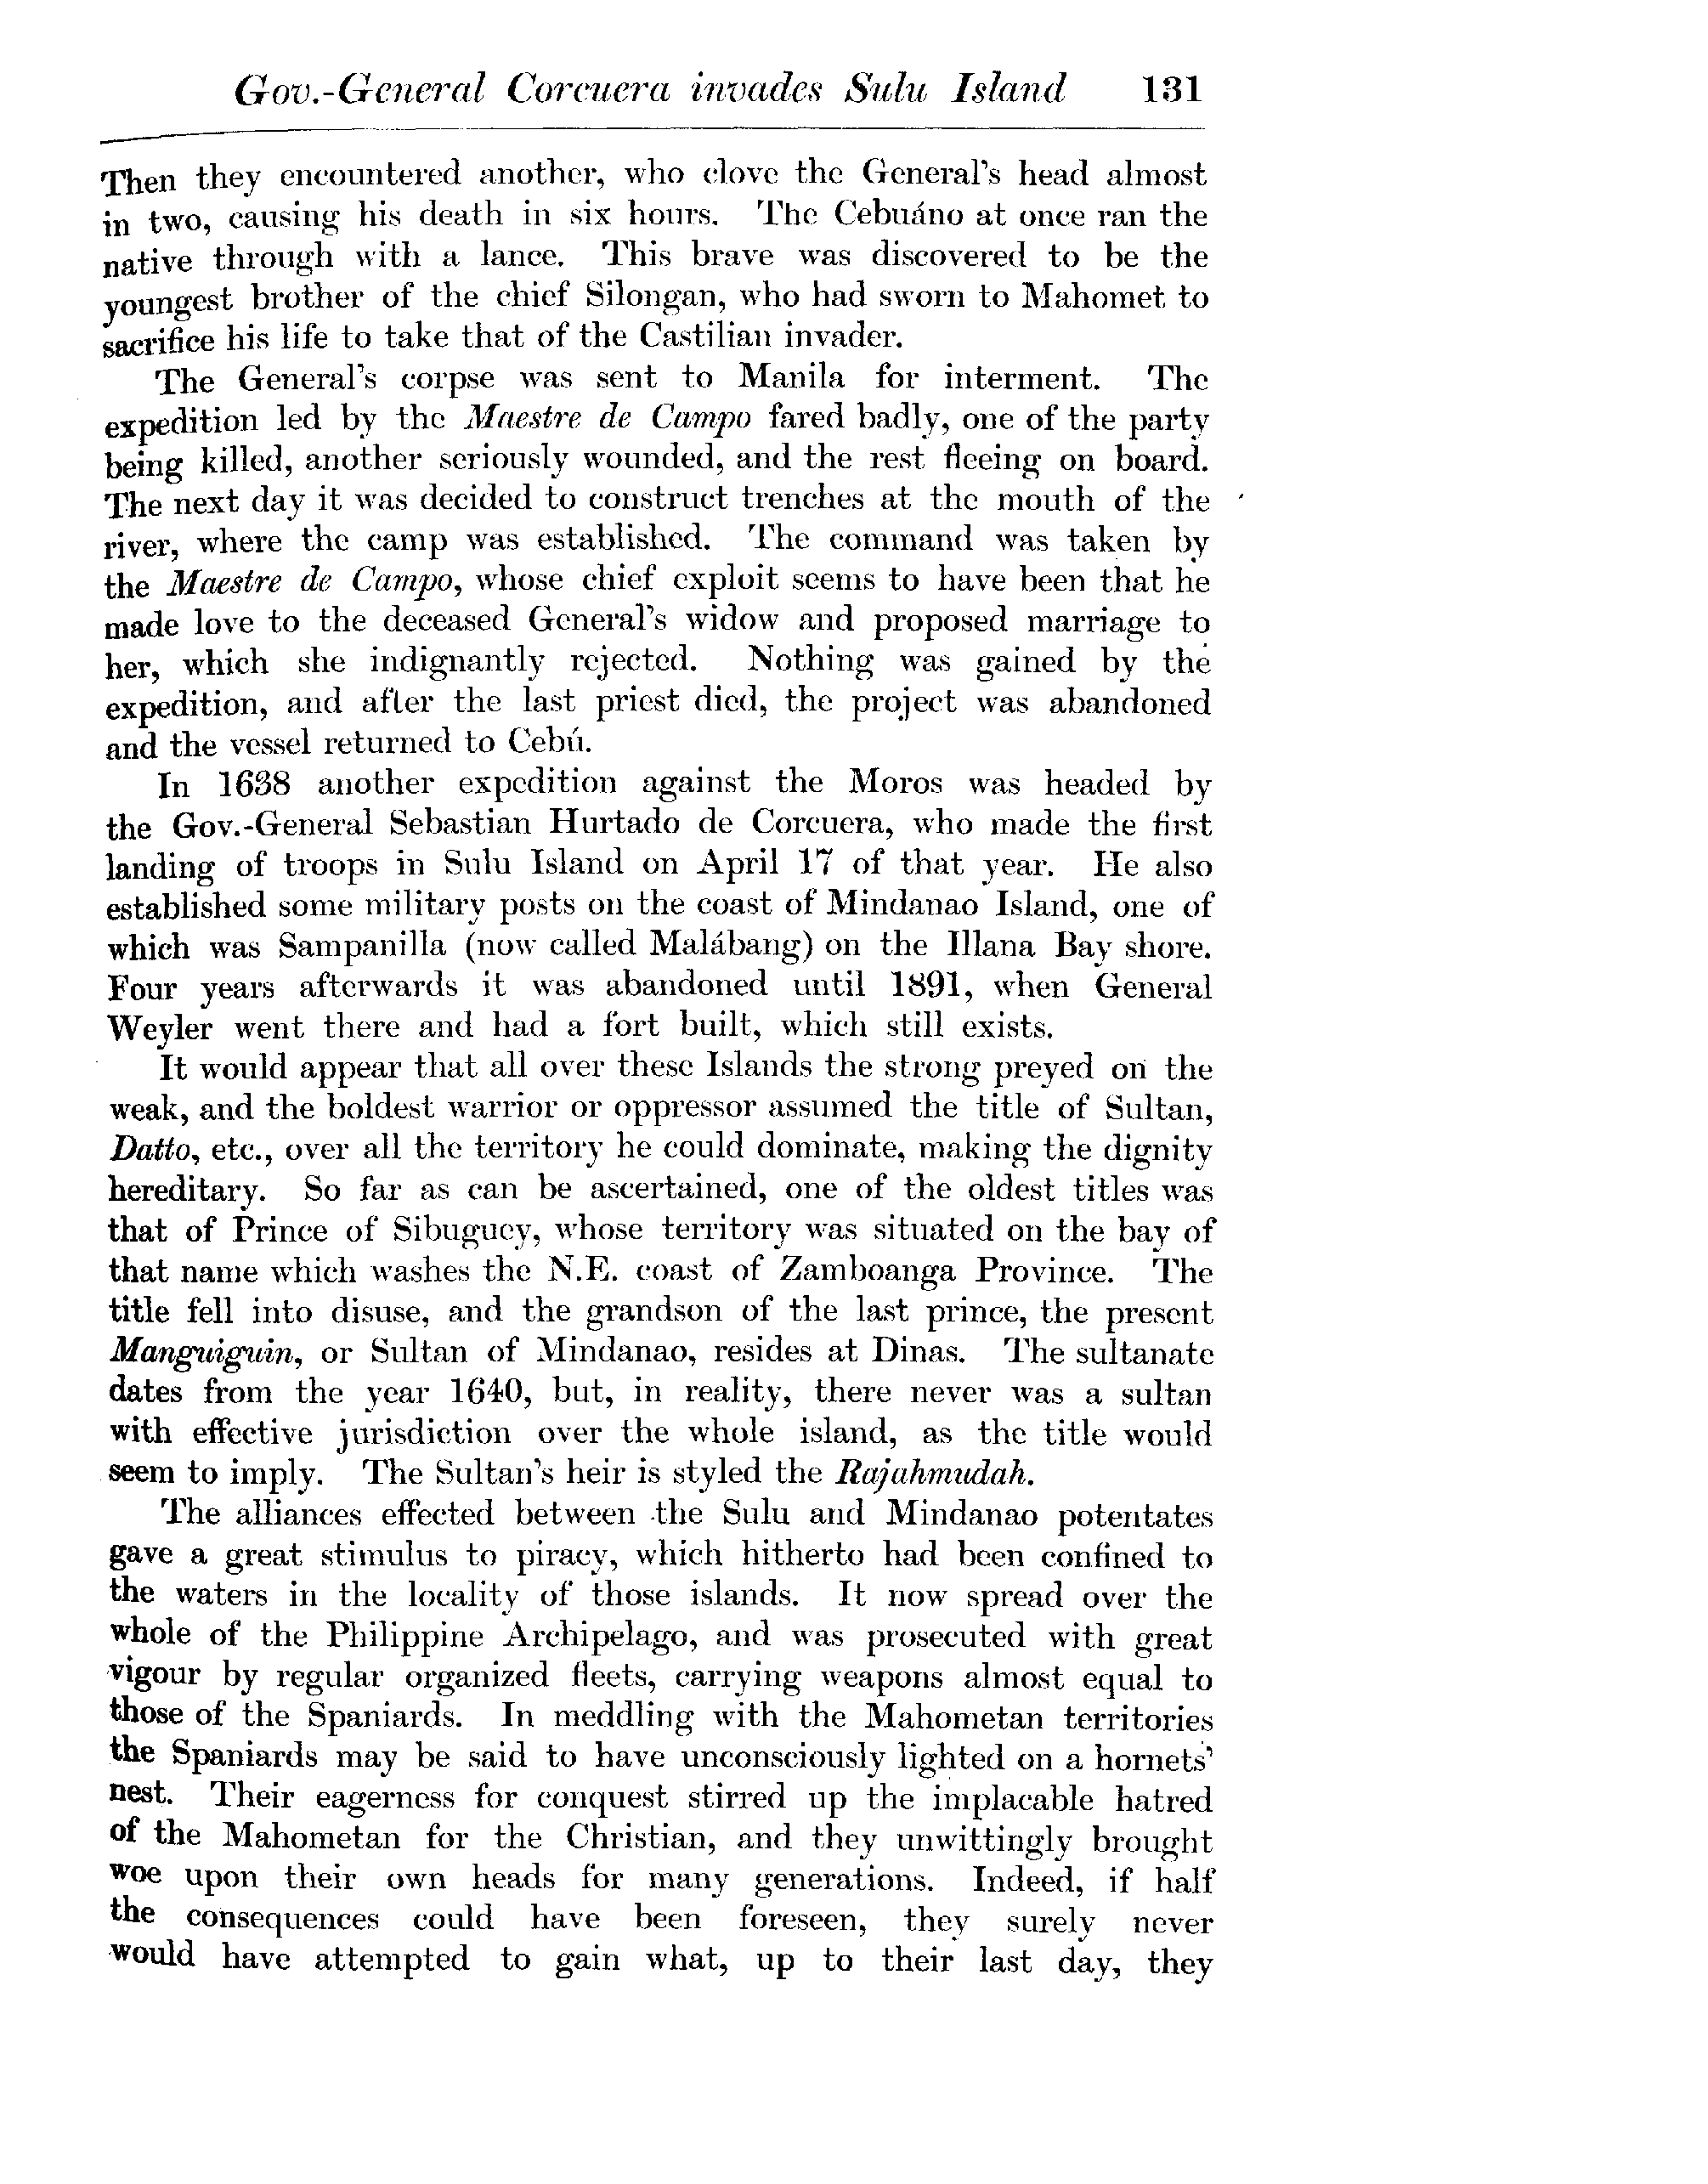 Gov.-General Corcuera invades Sulu Island 131
Then they encountered another, who clove the General's head almost
in two, causing his death in six hours. The Cebuáno at once ran the
native through with a lance. This brave was discovered to be the
youngest brother of the chief Silongan, who had sworn to Mahomet to
sacrifice his life to take that of the Castilian invader.
The General's corpse was sent to Manila for interment. The
expedition led by the Maestre de Campo fared badly, one of the party
being killed, another seriously wounded, and the rest fleeing on board.
The next day it was decided to construct trenches at the mouth of the
river, where the camp was established. The command was taken by
the Maestre de Campo, whose chief exploit seems to have been that he
made love to the deceased General's widow and proposed marriage to
her, which she indignantly rejected. Nothing was gained by the
expedition, and after the last priest died, the project was abandoned
and the vessel returned to Cebú.
In 1638 another expedition against the Moros was headed by
the Gov.-General Sebastian Hurtado de Corcuera, who made the first
landing of troops in Sulu Island on April 17 of that year. He also
established some military posts on the coast of Mindanao Island, one of
which was Sampanilla (now called Malábang) on the Illana Bay shore.
Four years afterwards it was abandoned until 1891, when General
Weyler went there and had a fort built, which still exists.
It would appear that all over these Islands the strong preyed on the
weak, and the boldest warrior or oppressor assumed the title of Sultan,
Datto, etc., over all the territory he could dominate, making the dignity
hereditary. So far as can be ascertained, one of the oldest titles was
that of Prince of Sibuguey, whose territory was situated on the bay of
that name which washes the N.E. coast of Zamboanga Province. The
title fell into disuse, and the grandson of the last prince, the present
Manguiguin, or Sultan of Mindanao, resides at Dinas. The sultanate
dates from the year 1640, but, in reality, there never was a sultan
with effective jurisdiction over the whole island, as the title would
seem to imply. The Sultan's heir is styled the Rajahmudah.
The alliances effected between the Sulu and Mindanao potentates
gave a great stimulus to piracy, which hitherto had been confined to
the waters in the locality of those islands. It now spread over the
whole of the Philippine Archipelago, and was prosecuted with great
vigour by regular organized fleets, carrying weapons almost equal to
those of the Spaniards. In meddling with the Mahometan territories
the Spaniards may be said to have unconsciously lighted on a hornets'
nest. Their eagerness for conquest stirred up the implacable hatred
of the Mahometan for the Christian, and they unwittingly brought
woe upon their own heads for many generations. Indeed, if half
the consequences could have been foreseen, they surely never
would have attempted to gain what, up to their last day, they